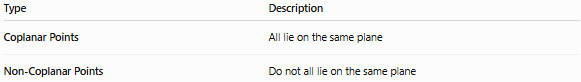 Type Description
Coplanar Points All lie on the same plane
Non-Coplanar Points Do not all lie on the same plane